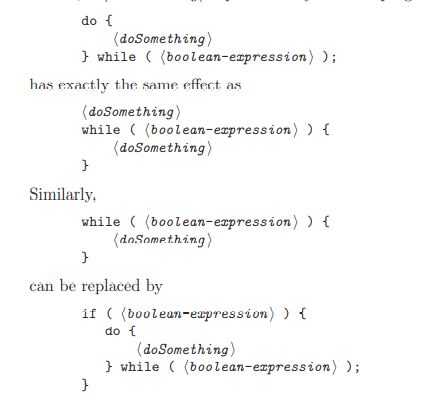 do {
⟨doSomething⟩
} while ( ⟨boolean-expression⟩ );
has exactly the same effect as
⟨doSomething⟩
while ( ⟨boolean-expression⟩ ) {
⟨doSomething⟩
}
Similarly,
while ( ⟨boolean-expression⟩ ) {
⟨doSomething⟩
}
can be replaced by
if ( ⟨boolean-expression⟩ ) {
do {
⟨doSomething⟩
} while ( ⟨boolean-expression⟩ );
}